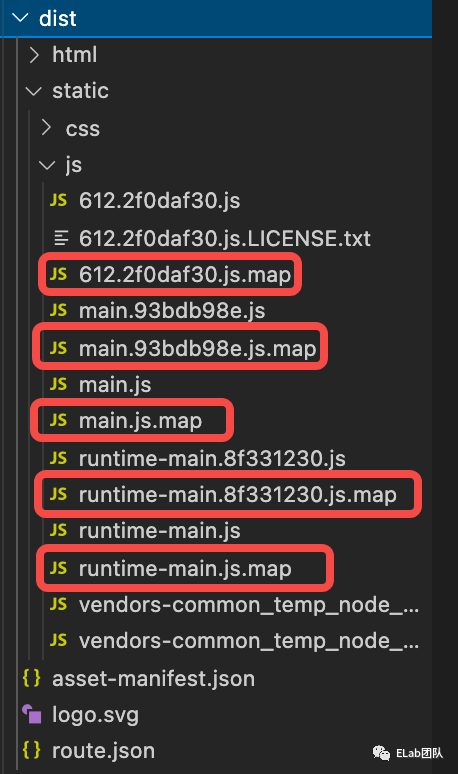 dist
html
static
css
js
JS 612.2f0daf30.js
612.2f0daf30.js.LICENSE.txt
JS 612.2f0daf30.js.map
JS main.93bdb98e.js
JS main.93bdb98e.js.map
JS main.js
JS main.js.map
JS runtime-main.8f331230.js
JS runtime-main.8f331230.js.map
JS runtime-main.js
JS runtime-main.js.map
JS vendors-common_temp_node_...
JS vendors-common_temp_node_...
{} asset-manifest.json
logo.svg
{} route.json
ELab团队